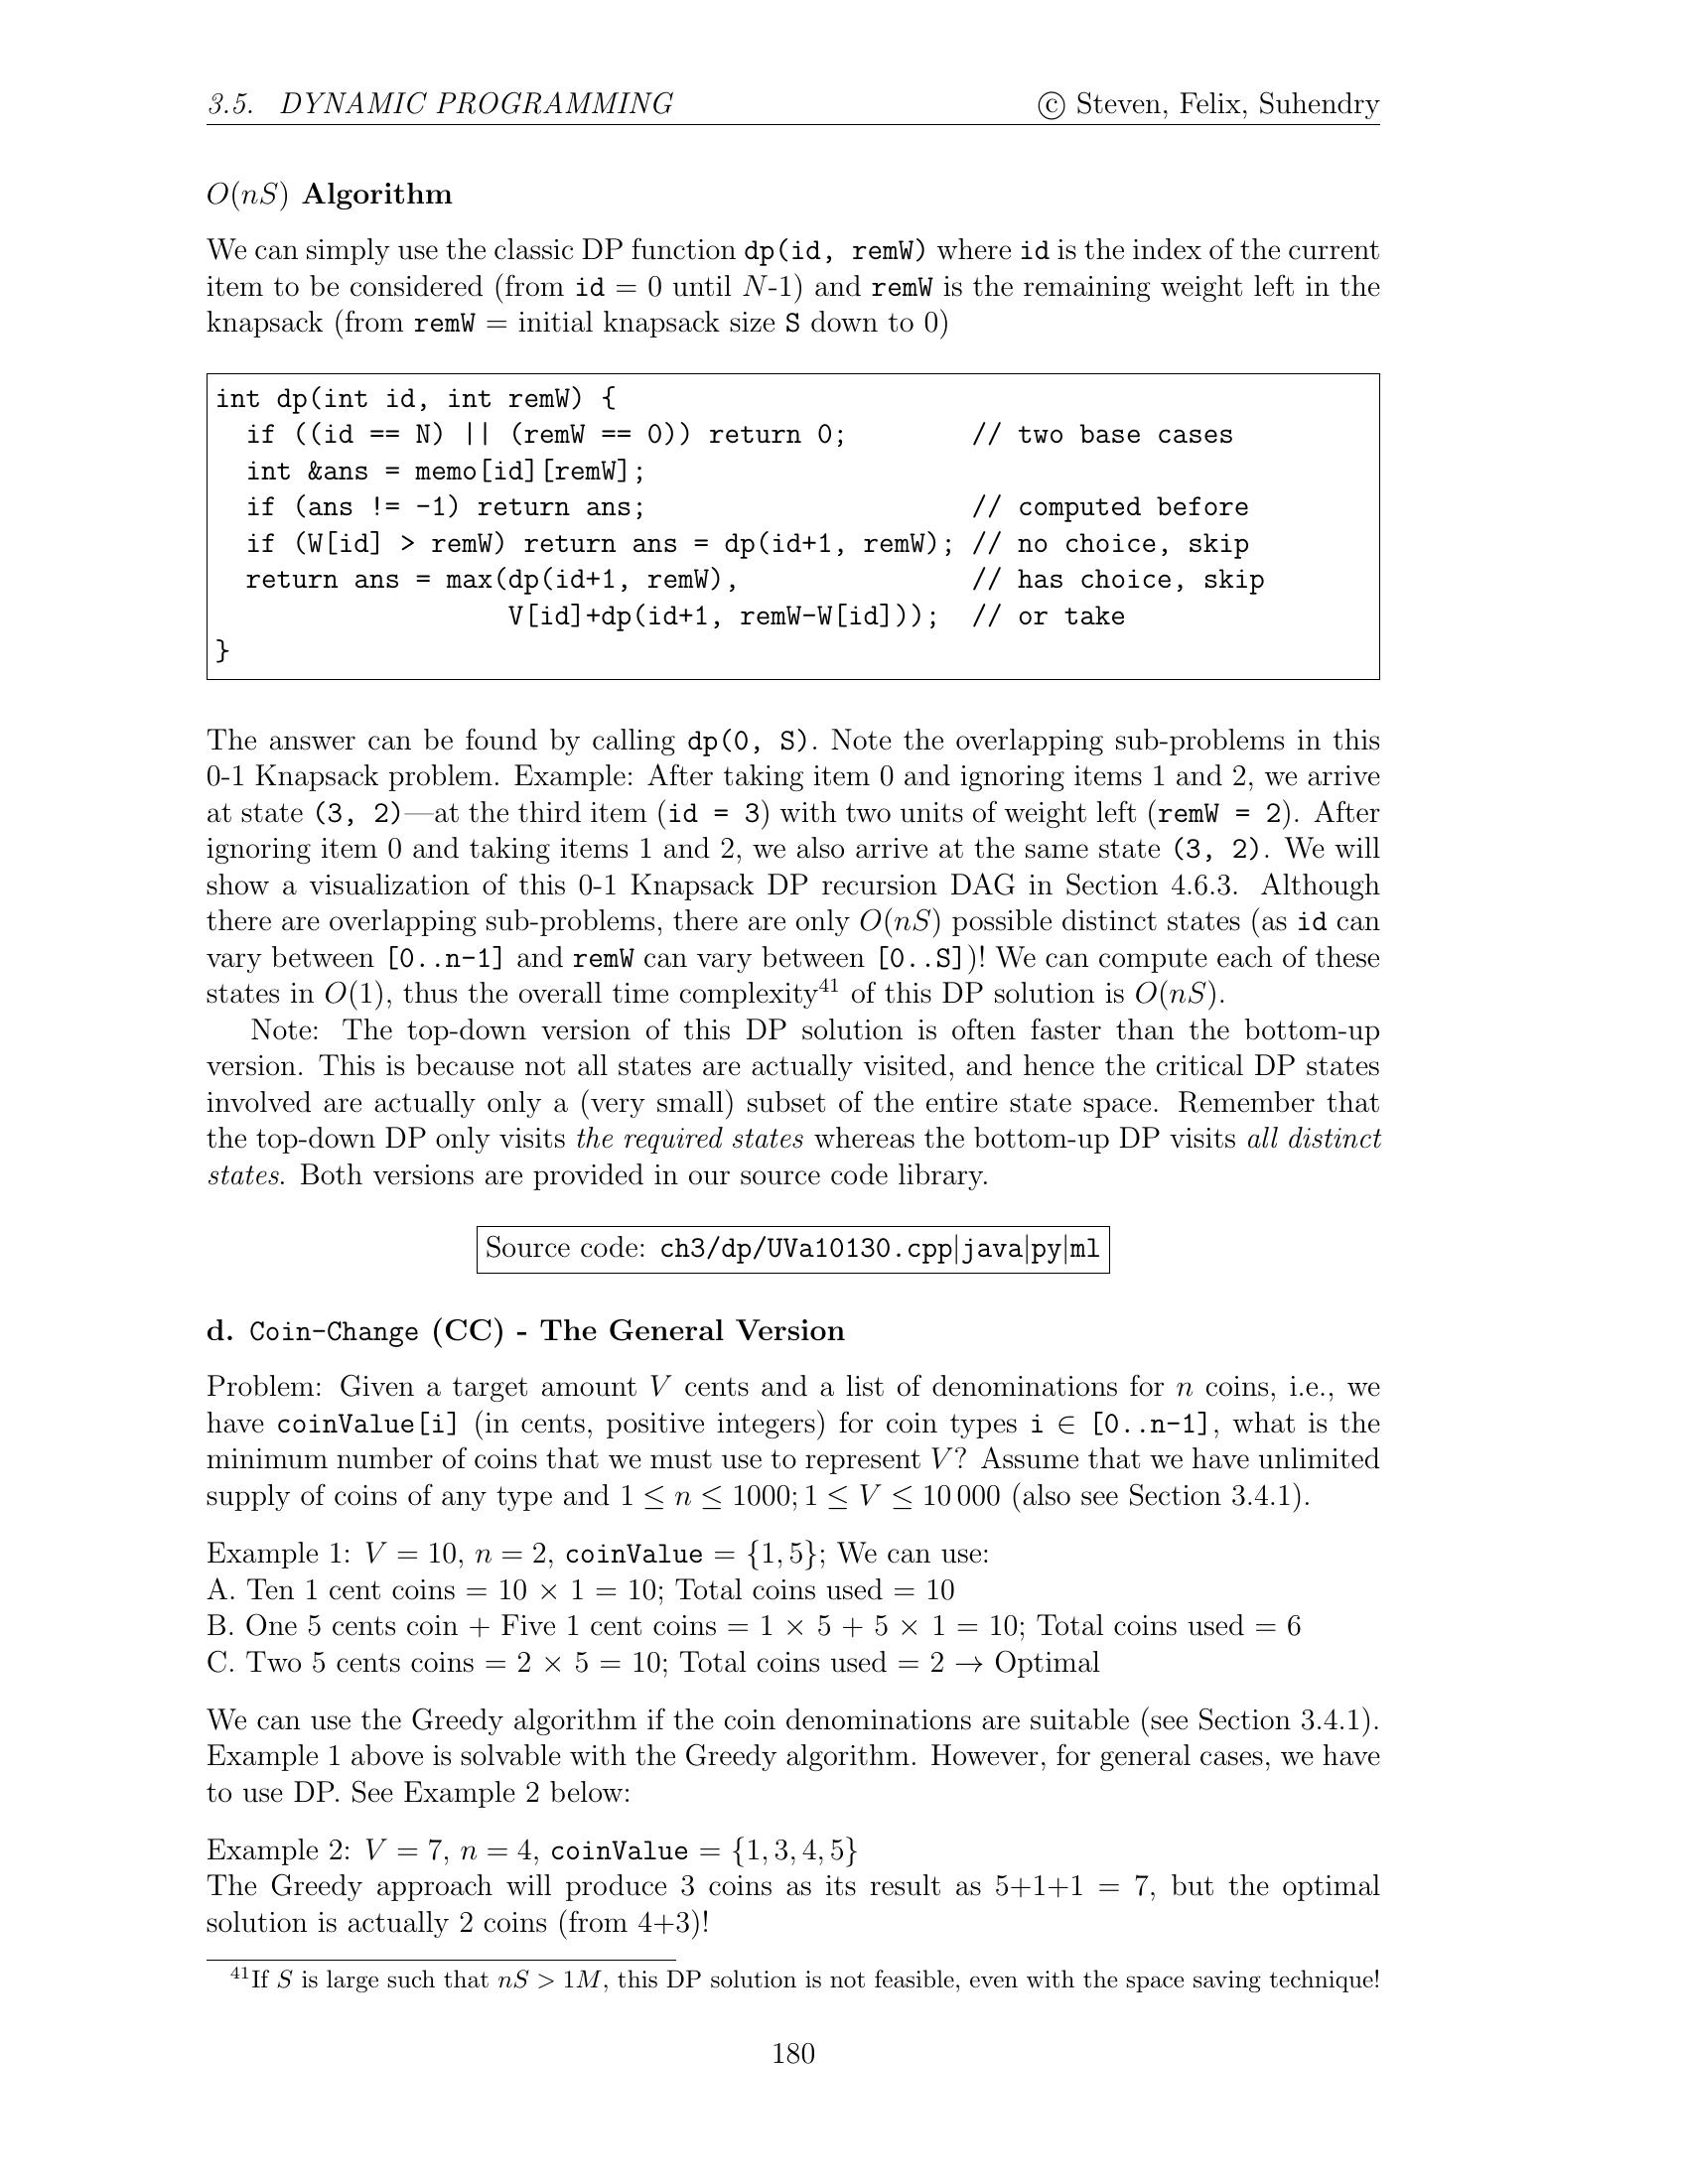 3.5. DYNAMIC PROGRAMMING © Steven, Felix, Suhendry
O(nS) Algorithm
We can simply use the classic DP function dp(id, remW) where id is the index of the current
item to be considered (from id = 0 until N-1) and remW is the remaining weight left in the
knapsack (from remW = initial knapsack size S down to 0)
int dp(int id, int remW) {
  if ((id == N) || (remW == 0)) return 0;        // two base cases
  int &ans = memo[id][remW];
  if (ans != -1) return ans;                     // computed before
  if (W[id] > remW) return ans = dp(id+1, remW); // no choice, skip
  return ans = max(dp(id+1, remW),               // has choice, skip
                   V[id]+dp(id+1, remW-W[id]));  // or take
}
The answer can be found by calling dp(0, S). Note the overlapping sub-problems in this
0-1 Knapsack problem. Example: After taking item 0 and ignoring items 1 and 2, we arrive
at state (3, 2)—at the third item (id = 3) with two units of weight left (remW = 2). After
ignoring item 0 and taking items 1 and 2, we also arrive at the same state (3, 2). We will
show a visualization of this 0-1 Knapsack DP recursion DAG in Section 4.6.3. Although
there are overlapping sub-problems, there are only O(nS) possible distinct states (as id can
vary between [0..n-1] and remW can vary between [0..S])! We can compute each of these
states in O(1), thus the overall time complexity⁴¹ of this DP solution is O(nS).
Note: The top-down version of this DP solution is often faster than the bottom-up
version. This is because not all states are actually visited, and hence the critical DP states
involved are actually only a (very small) subset of the entire state space. Remember that
the top-down DP only visits the required states whereas the bottom-up DP visits all distinct
states. Both versions are provided in our source code library.
Source code: ch3/dp/UVa10130.cpp|java|py|ml
d. Coin-Change (CC) - The General Version
Problem: Given a target amount V cents and a list of denominations for n coins, i.e., we
have coinValue[i] (in cents, positive integers) for coin types i ∈ [0..n-1], what is the
minimum number of coins that we must use to represent V? Assume that we have unlimited
supply of coins of any type and 1 ≤ n ≤ 1000; 1 ≤ V ≤ 10 000 (also see Section 3.4.1).
Example 1: V = 10, n = 2, coinValue = {1, 5}; We can use:
A. Ten 1 cent coins = 10 × 1 = 10; Total coins used = 10
B. One 5 cents coin + Five 1 cent coins = 1 × 5 + 5 × 1 = 10; Total coins used = 6
C. Two 5 cents coins = 2 × 5 = 10; Total coins used = 2 → Optimal
We can use the Greedy algorithm if the coin denominations are suitable (see Section 3.4.1).
Example 1 above is solvable with the Greedy algorithm. However, for general cases, we have
to use DP. See Example 2 below:
Example 2: V = 7, n = 4, coinValue = {1, 3, 4, 5}
The Greedy approach will produce 3 coins as its result as 5+1+1 = 7, but the optimal
solution is actually 2 coins (from 4+3)!
⁴¹If S is large such that nS > 1M, this DP solution is not feasible, even with the space saving technique!
180